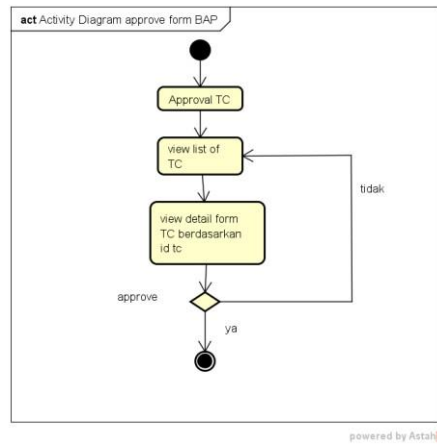 act Activity Diagram approve form BAP
Approval TC
view list of
TC
tidak
view detail form
TC berdasarkan
id tc
approve
ya
powered by Astah